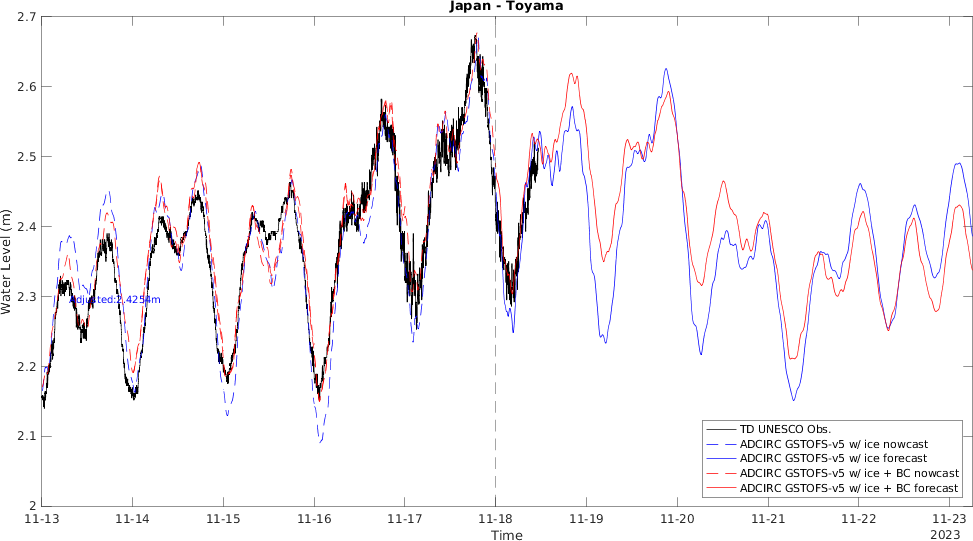 Japan - Toyama
2.7
2.6
2.5
2.4
2.3
2.2
2.1
2
Water Level (m)
Adjusted:2.4254m
TD UNESCO Obs.
ADCIRC GSTOFS-v5 w/ ice nowcast
ADCIRC GSTOFS-v5 w/ ice forecast
ADCIRC GSTOFS-v5 w/ ice + BC nowcast
ADCIRC GSTOFS-v5 w/ ice + BC forecast
11-13 11-14 11-15 11-16 11-17 11-18 11-19 11-20 11-21 11-22 11-23
Time
2023